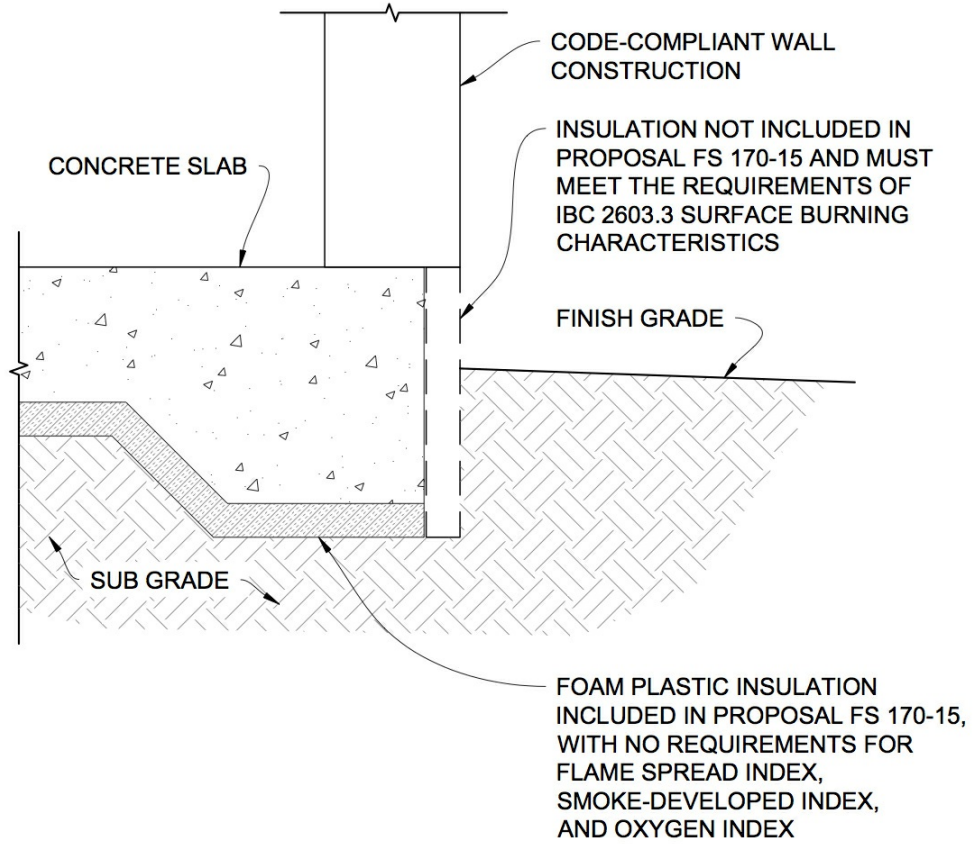 CODE-COMPLIANT WALL
CONSTRUCTION
INSULATION NOT INCLUDED IN
PROPOSAL FS 170-15 AND MUST
MEET THE REQUIREMENTS OF
IBC 2603.3 SURFACE BURNING
CHARACTERISTICS
CONCRETE SLAB
FINISH GRADE
SUB GRADE
FOAM PLASTIC INSULATION
INCLUDED IN PROPOSAL FS 170-15,
WITH NO REQUIREMENTS FOR
FLAME SPREAD INDEX,
SMOKE-DEVELOPED INDEX,
AND OXYGEN INDEX